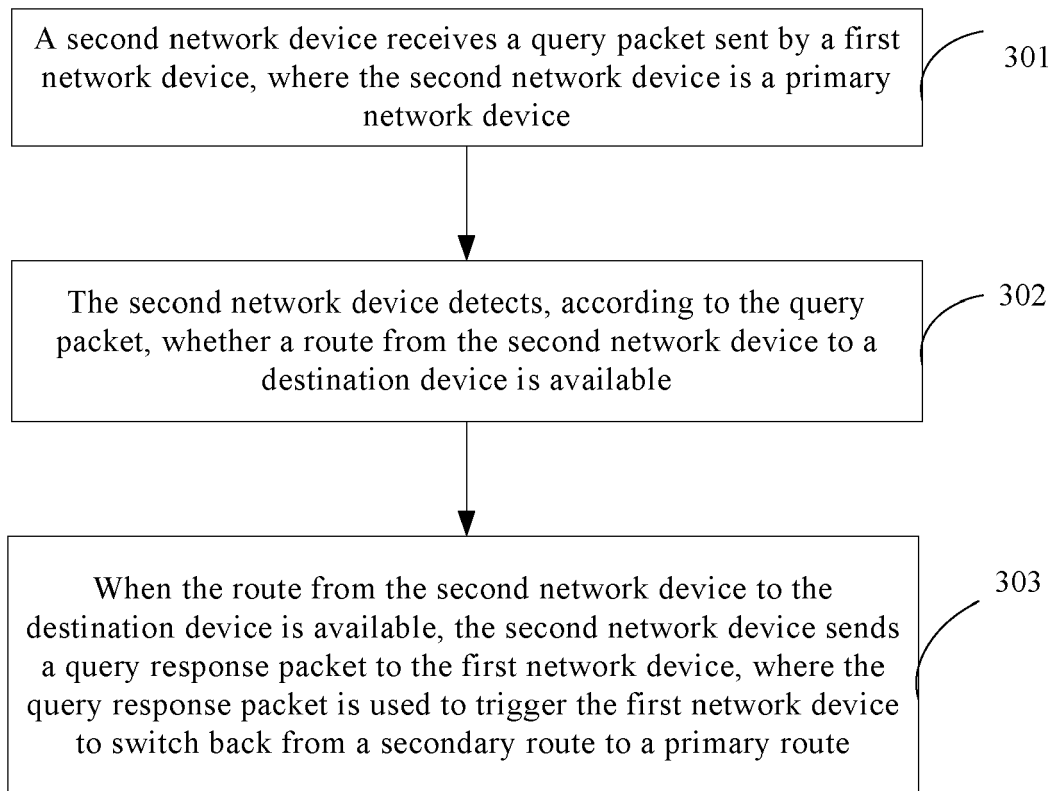 A second network device receives a query packet sent by a first
network device, where the second network device is a primary
network device
301
The second network device detects, according to the query
packet, whether a route from the second network device to a
destination device is available
302
When the route from the second network device to the
destination device is available, the second network device sends
a query response packet to the first network device, where the
query response packet is used to trigger the first network device
to switch back from a secondary route to a primary route
303